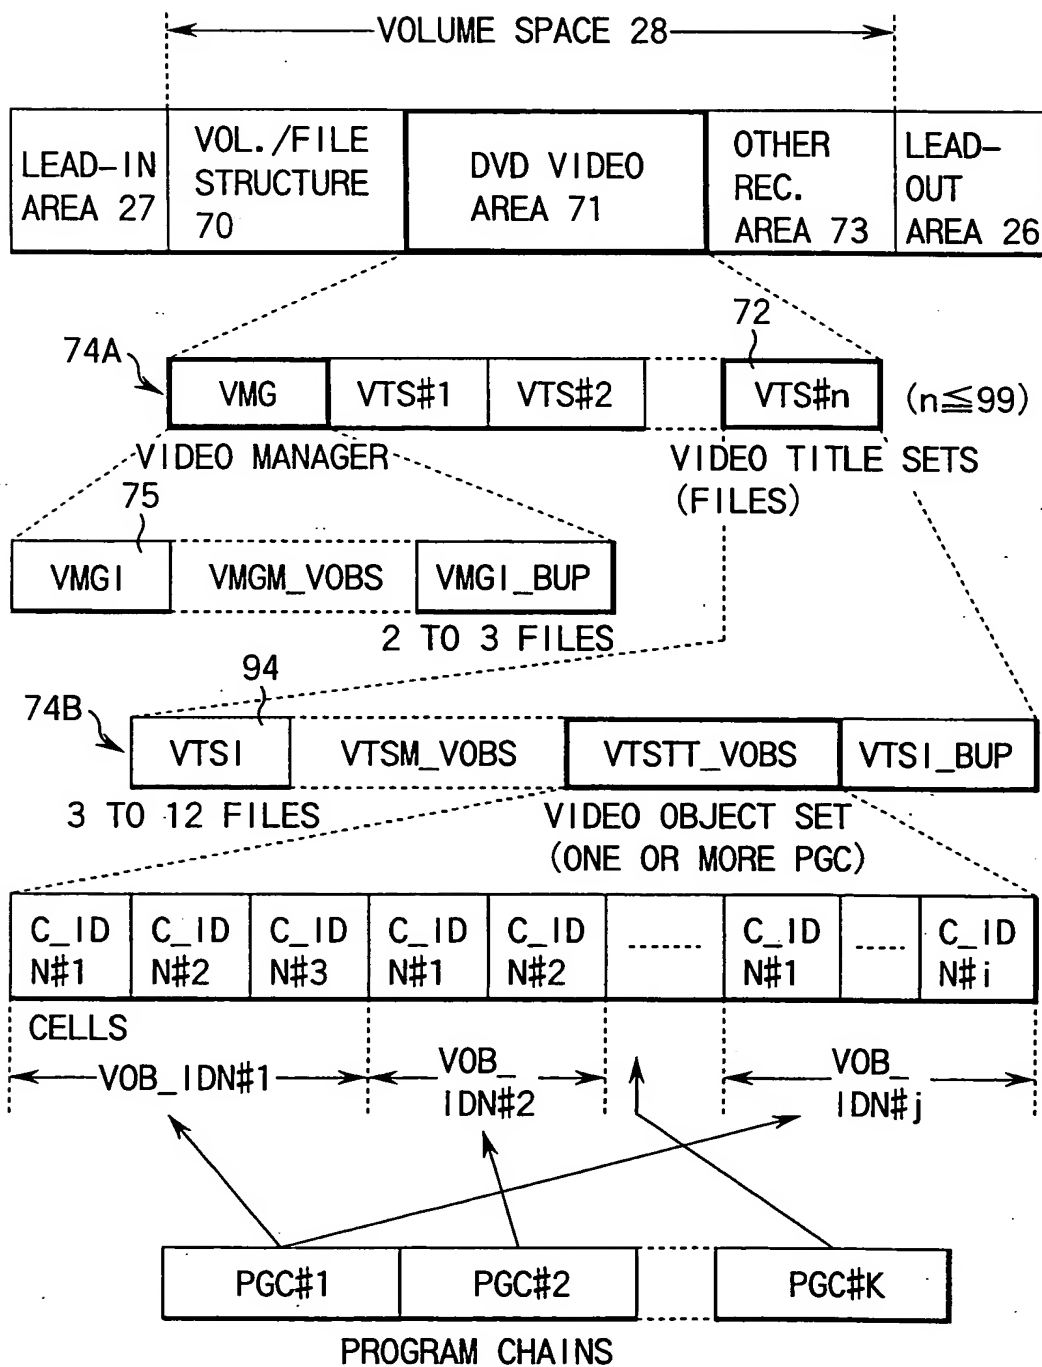 VOLUME SPACE 28
LEAD-IN
AREA 27
VOL./FILE
STRUCTURE
70
DVD VIDEO
AREA 71
OTHER
REC.
AREA 73
LEAD-
OUT
AREA 26
72
74A
VMG
VTS#1
VTS#2
VTS#n
(n≦99)
VIDEO MANAGER
VIDEO TITLE SETS
(FILES)
75
VMGI
VMGM_VOBS
VMGI_BUP
2 TO 3 FILES
94
74B
VTSI
VTSM_VOBS
VTSTT_VOBS
VTSI_BUP
3 TO 12 FILES
VIDEO OBJECT SET
(ONE OR MORE PGC)
C_ID
N#1
C_ID
N#2
C_ID
N#3
C_ID
N#1
C_ID
N#2
C_ID
N#1
C_ID
N#i
CELLS
VOB_IDN#1
VOB_
IDN#2
VOB_
IDN#j
PGC#1
PGC#2
PGC#K
PROGRAM CHAINS